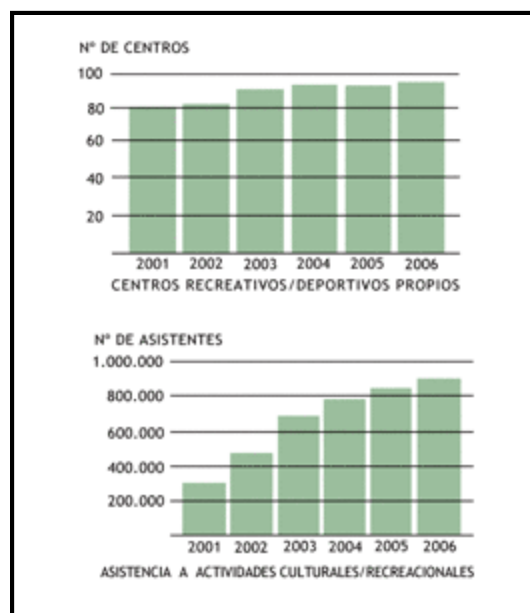 Nº DE CENTROS
100
80
60
40
20
2001 2002 2003 2004 2005 2006
CENTROS RECREATIVOS/DEPORTIVOS PROPIOS
Nº DE ASISTENTES
1.000.000
800.000
600.000
400.000
200.000
2001 2002 2003 2004 2005 2006
ASISTENCIA A ACTIVIDADES CULTURALES/RECREACIONALES